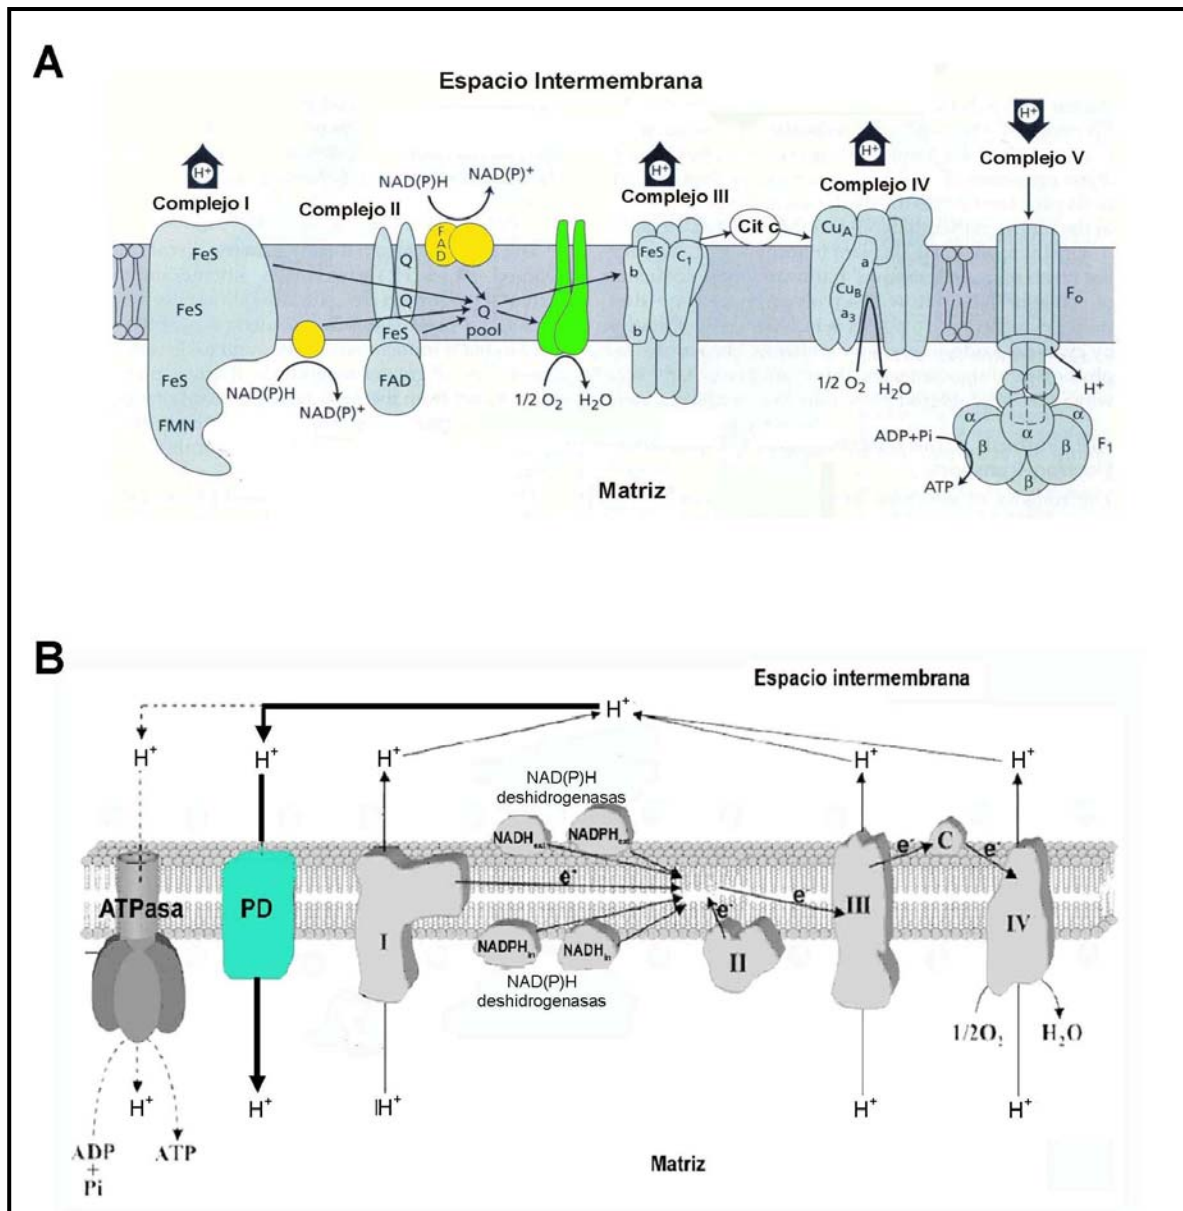 A
Espacio Intermembrana
H⁺
H⁺
H⁺
H⁺
Complejo I
Complejo II
NAD(P)H
NAD(P)⁺
Complejo III
Complejo IV
Complejo V
FeS
FeS
FeS
FMN
NAD(P)H
NAD(P)⁺
Q
Q
FeS
FAD
FAD
Q
pool
1/2 O₂
H₂O
b
FeS
C₁
b
Cit c
CuA
a
CuB
a₃
1/2 O₂
H₂O
F₀
H⁺
ADP+Pi
ATP
α
β
α
β
α
β
F₁
Matriz
B
Espacio intermembrana
H⁺
H⁺
H⁺
H⁺
H⁺
H⁺
NAD(P)H
deshidrogenasas
NADHext
NADPHext
C
e⁻
e⁻
ATPasa
PD
I
e⁻
e⁻
e⁻
III
IV
NADPHin
NADHin
II
NAD(P)H
deshidrogenasas
1/2O₂
H₂O
H⁺
H⁺
IH⁺
H⁺
H⁺
ADP
+
Pi
ATP
Matriz